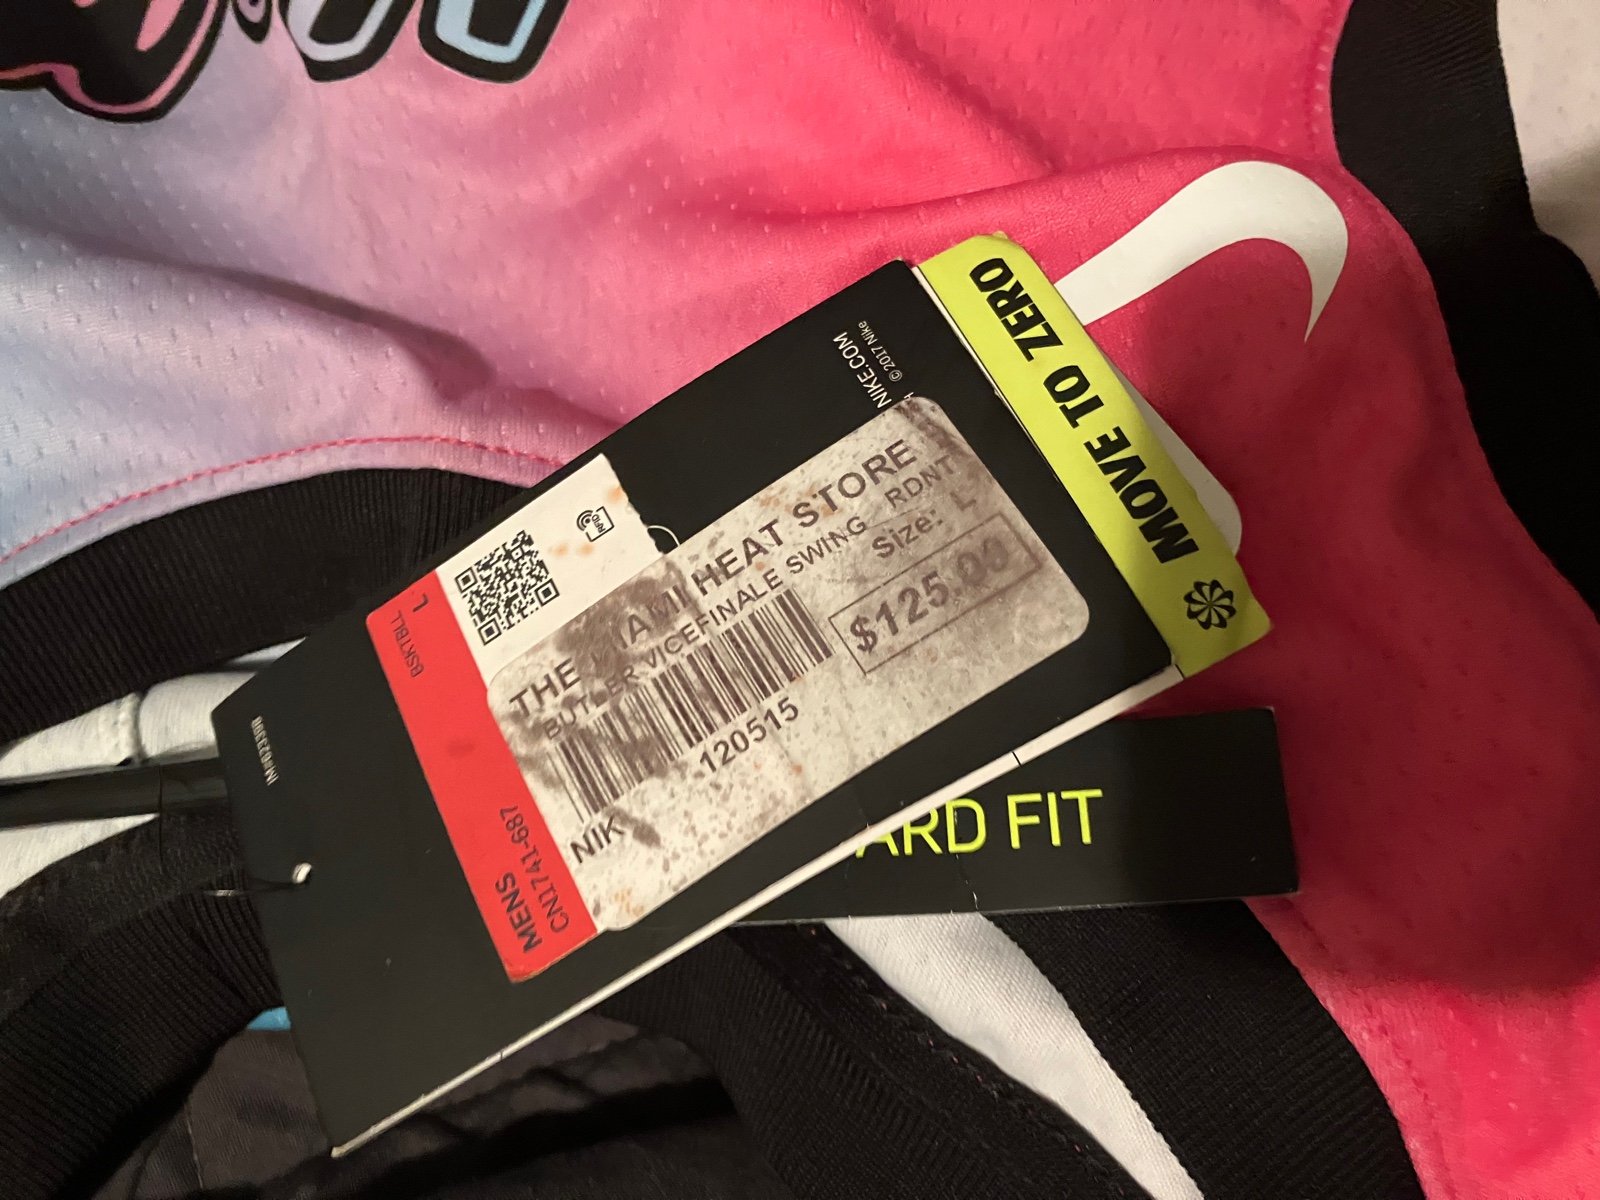 MOVE TO ZERO
NIKE.COM
© 2017 Nike
RFID
THE MIAMI HEAT STORE
BUTLER VICEFINALE SWING RDNT
Size: L
$125.00
120515
NIK
L
BSKTBLL
MENS
CN1741-687
ARD FIT